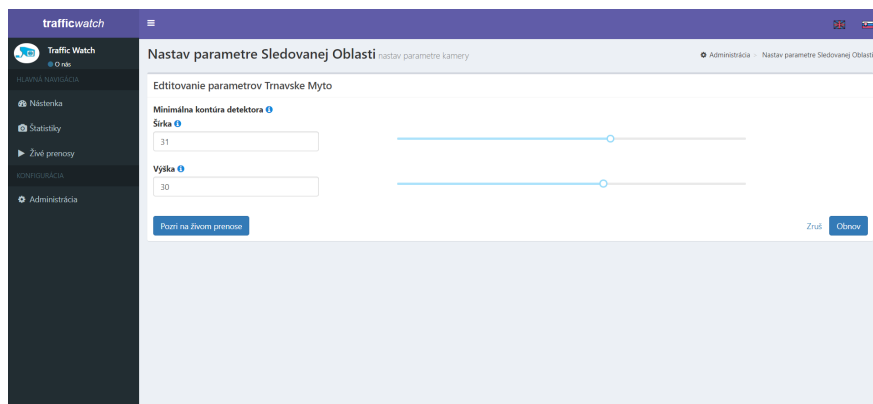 trafficwatch
Traffic Watch
O nás
HLAVNÁ NAVIGÁCIA
Nástenka
Štatistiky
Živé prenosy
KONFIGURÁCIA
Administrácia
Nastav parametre Sledovanej Oblasti nastav parametre kamery
Administrácia > Nastav parametre Sledovanej Oblasti
Edtitovanie parametrov Trnavske Myto
Minimálna kontúra detektora
Šírka
31
Výška
30
Pozri na živom prenose
Zruš
Obnov